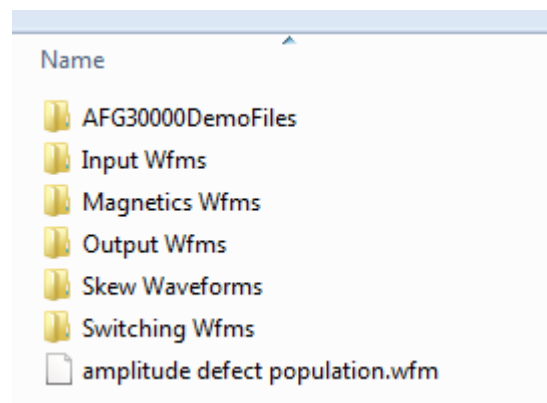 Name
AFG30000DemoFiles
Input Wfms
Magnetics Wfms
Output Wfms
Skew Waveforms
Switching Wfms
amplitude defect population.wfm